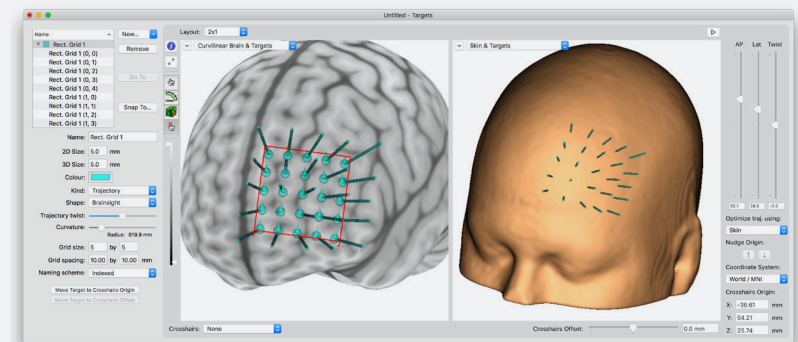 Untitled - Targets
Name
Rect. Grid 1
Rect. Grid 1 (0, 0)
Rect. Grid 1 (0, 1)
Rect. Grid 1 (0, 2)
Rect. Grid 1 (0, 3)
Rect. Grid 1 (0, 4)
Rect. Grid 1 (1, 0)
Rect. Grid 1 (1, 1)
Rect. Grid 1 (1, 2)
Rect. Grid 1 (1, 3)
New...
Remove
Go To
Snap To...
Name: Rect. Grid 1
2D Size: 5.0 mm
3D Size: 5.0 mm
Colour:
Kind: Trajectory
Shape: Brainsight
Trajectory twist:
Curvature:
Radius: 819.9 mm
Grid size: 5 by 5
Grid spacing: 10.00 by 10.00 mm
Naming scheme: Indexed
Move Target to Crosshairs Origin
Move Target to Crosshairs Offset
Layout: 2x1
Curvilinear Brain & Targets
Skin & Targets
Crosshairs: None
Crosshairs Offset: 0.0 mm
AP Lat Twist
Optimize traj. using:
Skin
Nudge Origin:
Coordinate System:
World / MNI
Crosshairs Origin:
X: -30.61 mm
Y: 54.21 mm
Z: 25.74 mm